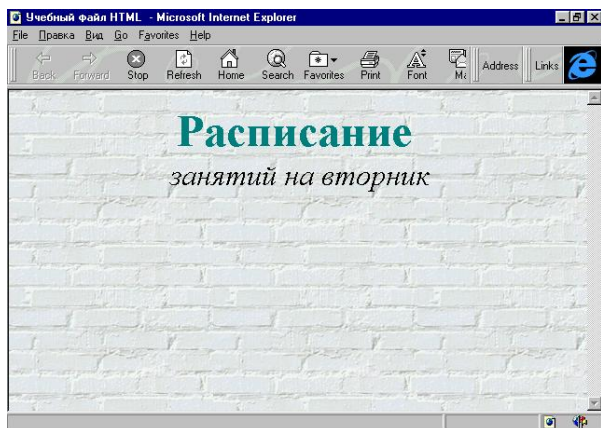 Учебный файл HTML - Microsoft Internet Explorer
File Правка Вид Go Favorites Help
Back Forward Stop Refresh Home Search Favorites Print Font Address Links
Расписание
занятий на вторник